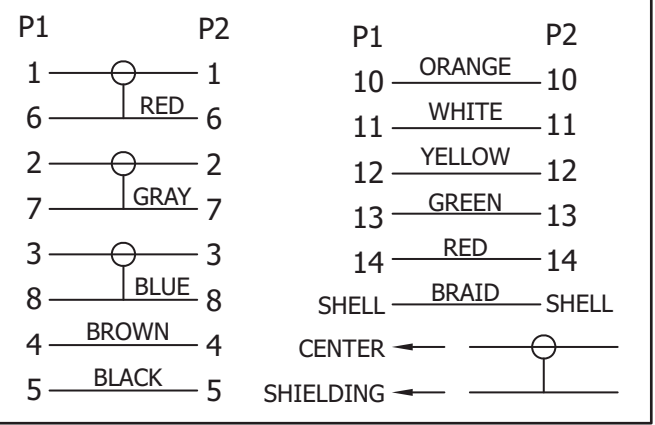 P1 P2
1 1
6 RED 6
2 2
7 GRAY 7
3 3
8 BLUE 8
4 BROWN 4
5 BLACK 5
P1 P2
10 ORANGE 10
11 WHITE 11
12 YELLOW 12
13 GREEN 13
14 RED 14
SHELL BRAID SHELL
CENTER
SHIELDING